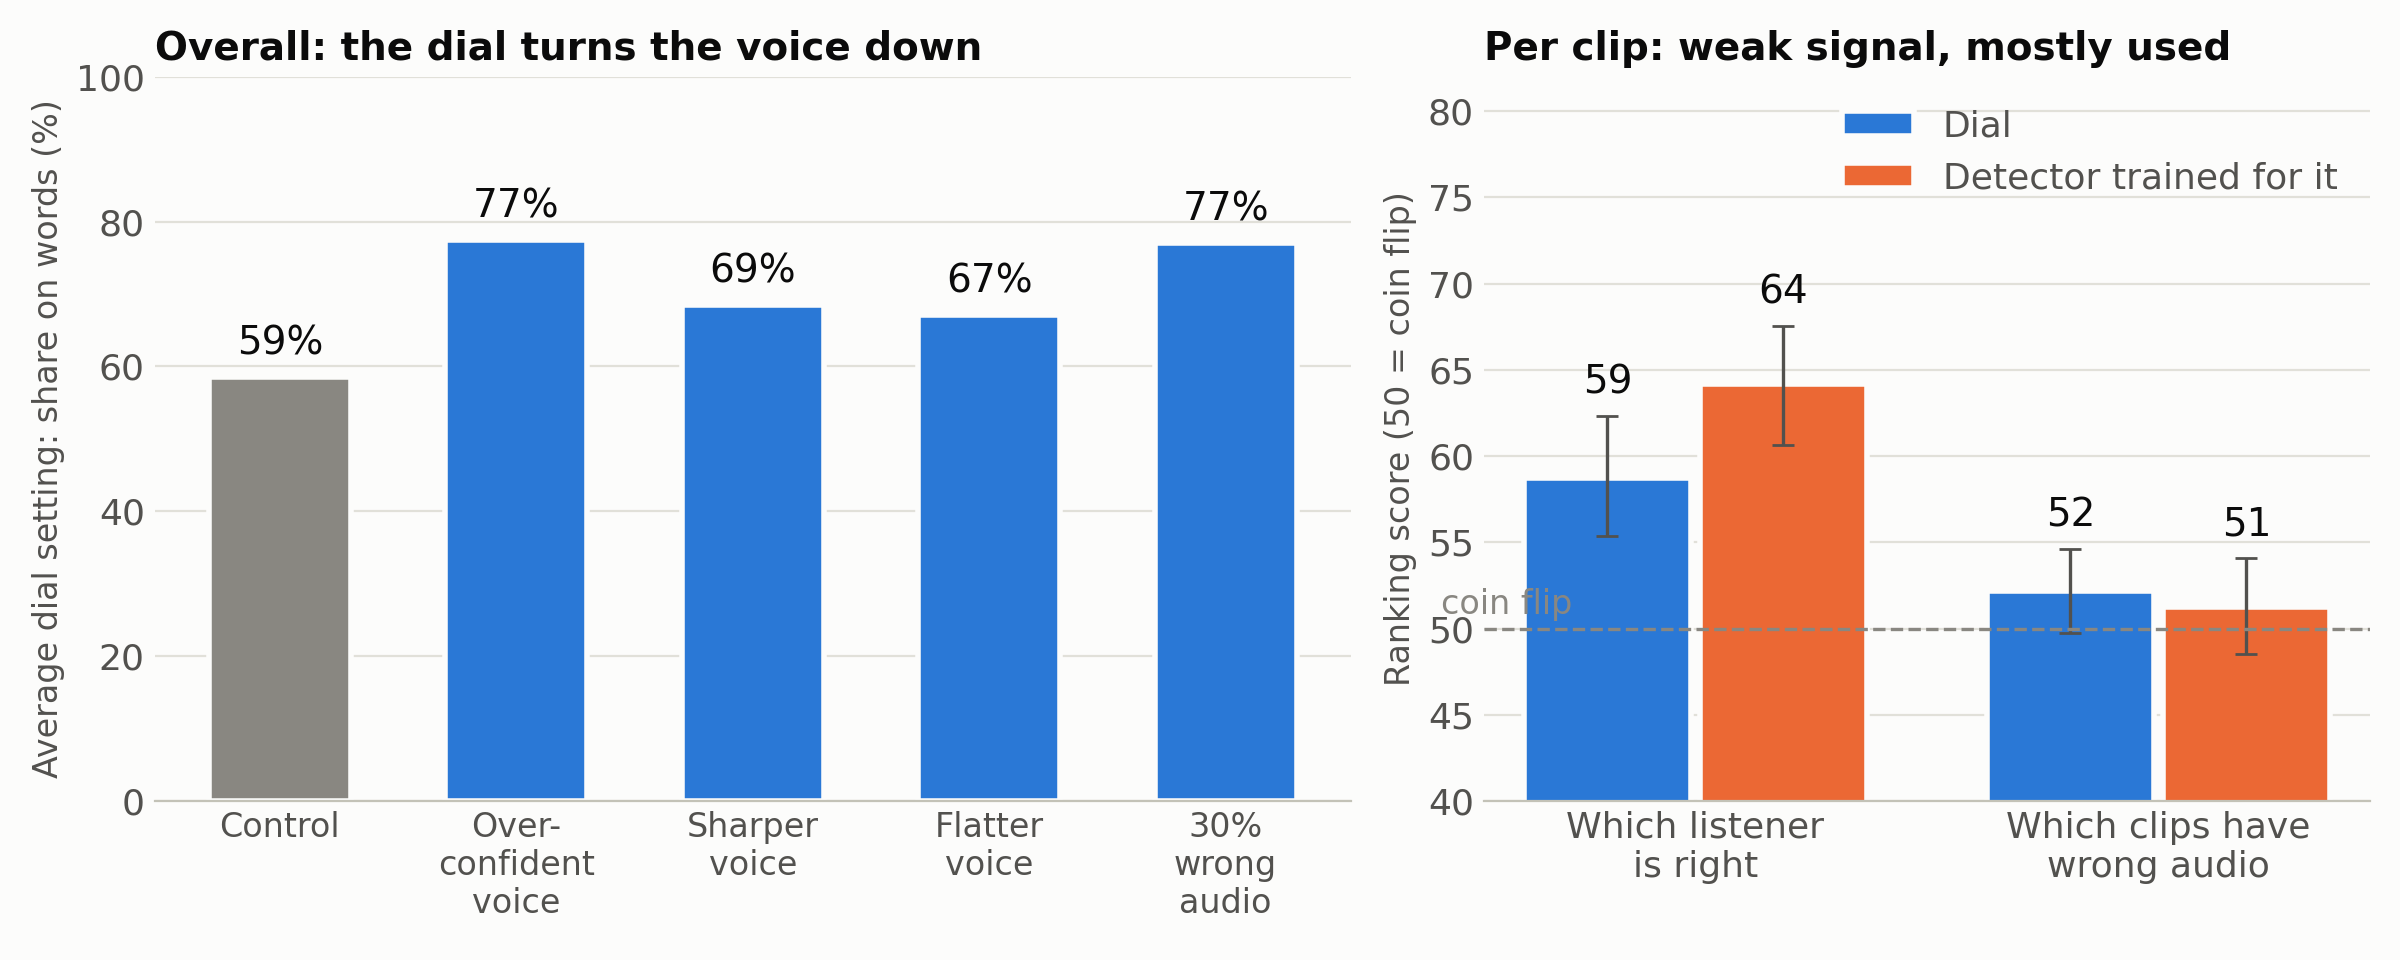 Overall: the dial turns the voice down
Average dial setting: share on words (%)
100
80
60
40
20
0
59%
77%
69%
67%
77%
Control
Over-
confident
voice
Sharper
voice
Flatter
voice
30%
wrong
audio
Per clip: weak signal, mostly used
Ranking score (50 = coin flip)
80
75
70
65
60
55
50
45
40
Dial
Detector trained for it
59
64
52
51
coin flip
Which listener
is right
Which clips have
wrong audio